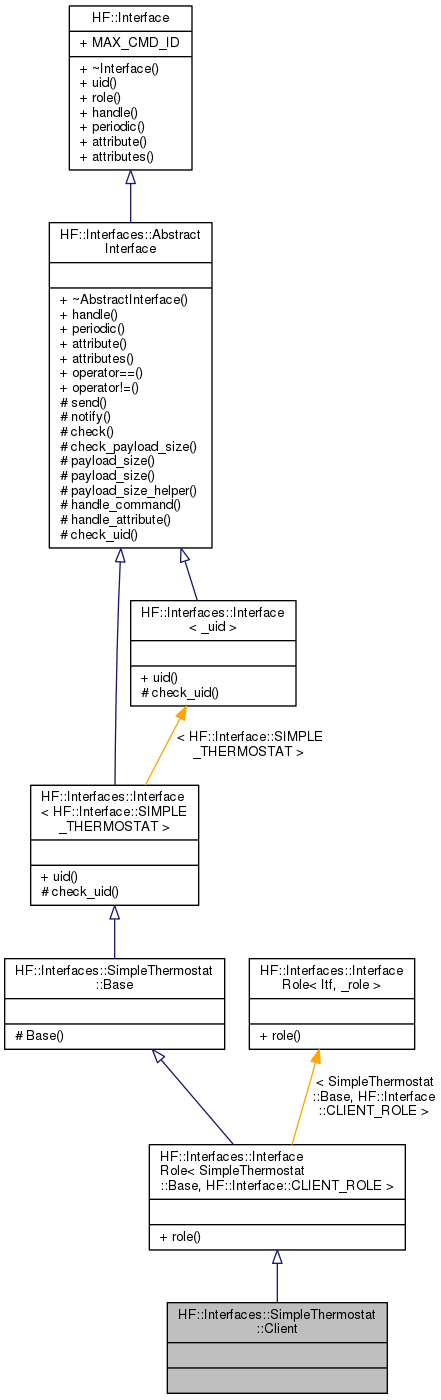 HF::Interface
+ MAX_CMD_ID
+ ~Interface()
+ uid()
+ role()
+ handle()
+ periodic()
+ attribute()
+ attributes()
HF::Interfaces::Abstract
Interface
+ ~AbstractInterface()
+ handle()
+ periodic()
+ attribute()
+ attributes()
+ operator==()
+ operator!=()
# send()
# notify()
# check()
# check_payload_size()
# payload_size()
# payload_size()
# payload_size_helper()
# handle_command()
# handle_attribute()
# check_uid()
HF::Interfaces::Interface
< _uid >
+ uid()
# check_uid()
< HF::Interface::SIMPLE
_THERMOSTAT >
HF::Interfaces::Interface
< HF::Interface::SIMPLE
_THERMOSTAT >
+ uid()
# check_uid()
HF::Interfaces::SimpleThermostat
::Base
# Base()
HF::Interfaces::Interface
Role< Itf, _role >
+ role()
< SimpleThermostat
::Base, HF::Interface
::CLIENT_ROLE >
HF::Interfaces::Interface
Role< SimpleThermostat
::Base, HF::Interface::CLIENT_ROLE >
+ role()
HF::Interfaces::SimpleThermostat
::Client